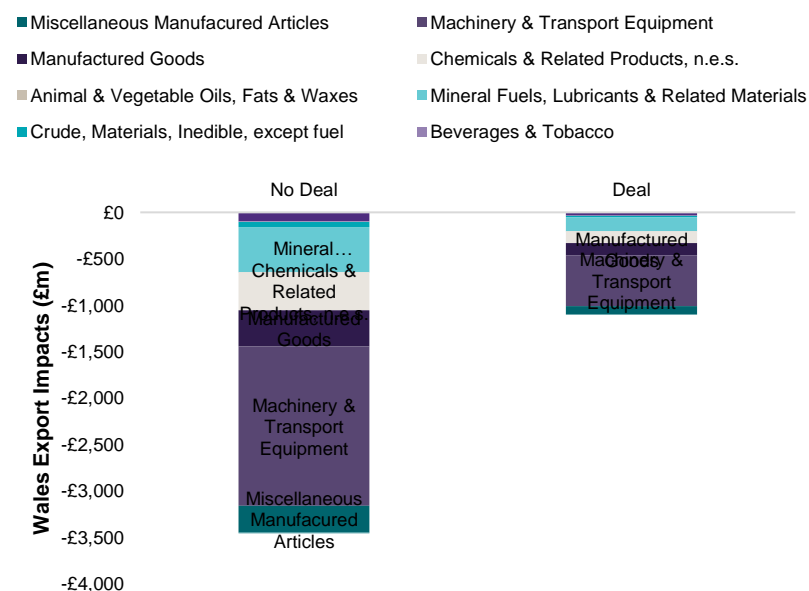 Miscellaneous Manufacured Articles
Machinery & Transport Equipment
Manufactured Goods
Chemicals & Related Products, n.e.s.
Animal & Vegetable Oils, Fats & Waxes
Mineral Fuels, Lubricants & Related Materials
Crude, Materials, Inedible, except fuel
Beverages & Tobacco
No Deal
Deal
Wales Export Impacts (£m)
£0
-£500
-£1,000
-£1,500
-£2,000
-£2,500
-£3,000
-£3,500
-£4,000
Mineral…
Chemicals &
Related
Products, n.e.s.
Manufactured
Goods
Machinery &
Transport
Equipment
Miscellaneous
Manufacured
Articles
Manufactured
Goods
Machinery &
Transport
Equipment